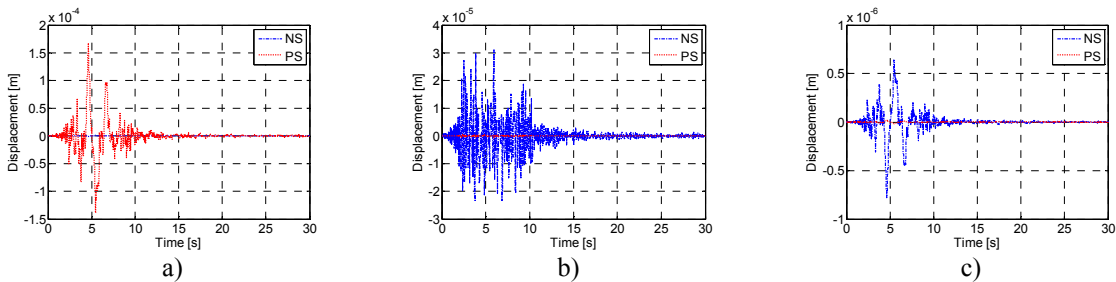 2 x 10⁻⁴
1.5
1
0.5
0
-0.5
-1
-1.5
0 5 10 15 20 25 30
Displacement [m]
Time [s]
NS
PS
a)
4 x 10⁻⁵
3
2
1
0
-1
-2
-3
0 5 10 15 20 25 30
Displacement [m]
Time [s]
NS
PS
b)
1 x 10⁻⁶
0.5
0
-0.5
-1
0 5 10 15 20 25 30
Displacement [m]
Time [s]
NS
PS
c)